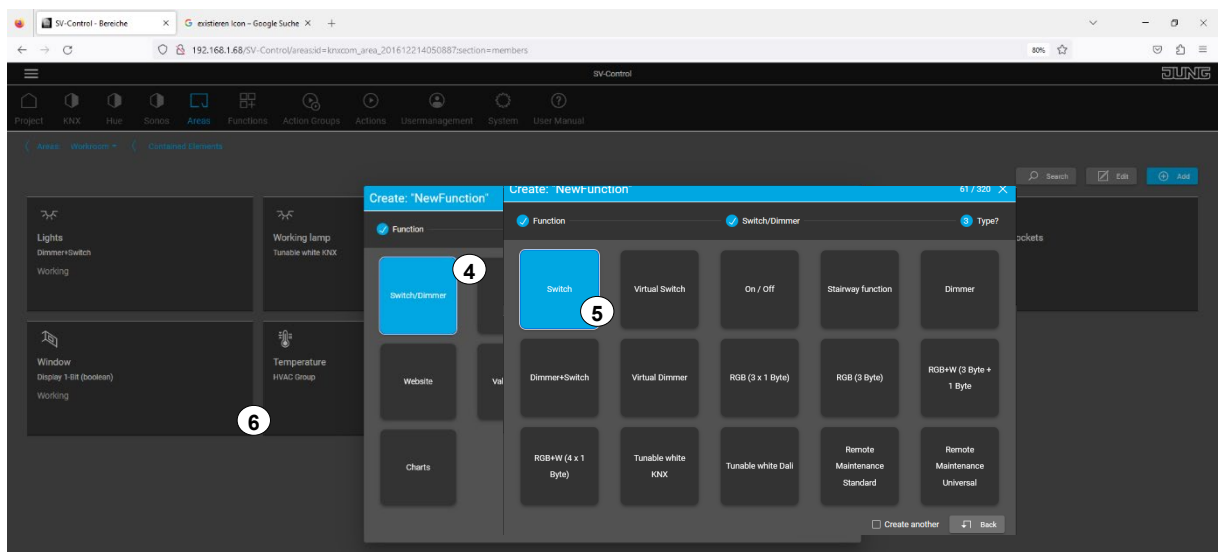 SV-Control - Bereiche
existieren Icon – Google Suche
192.168.1.68/SV-Control/areas:id=knxcom_area_20161221405088​7:section=members
80%
SV-Control
JUNG
Project KNX Hue Sonos Areas Functions Action Groups Actions Usermanagement System User Manual
Areas Workroom Contained Elements
Search Edit Add
Lights
Dimmer+Switch
Working
Working lamp
Tunable white KNX
ockets
Window
Display 1-Bit (boolean)
Working
Temperature
HVAC Group
6
Create: "NewFunction"
Function
Switch/Dimmer
4
Website
Val
Charts
Create: "NewFunction"
61 / 320
Function
Switch/Dimmer
3 Type?
Switch
5
Virtual Switch
On / Off
Stairway function
Dimmer
Dimmer+Switch
Virtual Dimmer
RGB (3 x 1 Byte)
RGB (3 Byte)
RGB+W (3 Byte +
1 Byte
RGB+W (4 x 1
Byte)
Tunable white
KNX
Tunable white Dali
Remote
Maintenance
Standard
Remote
Maintenance
Universal
Create another
Back